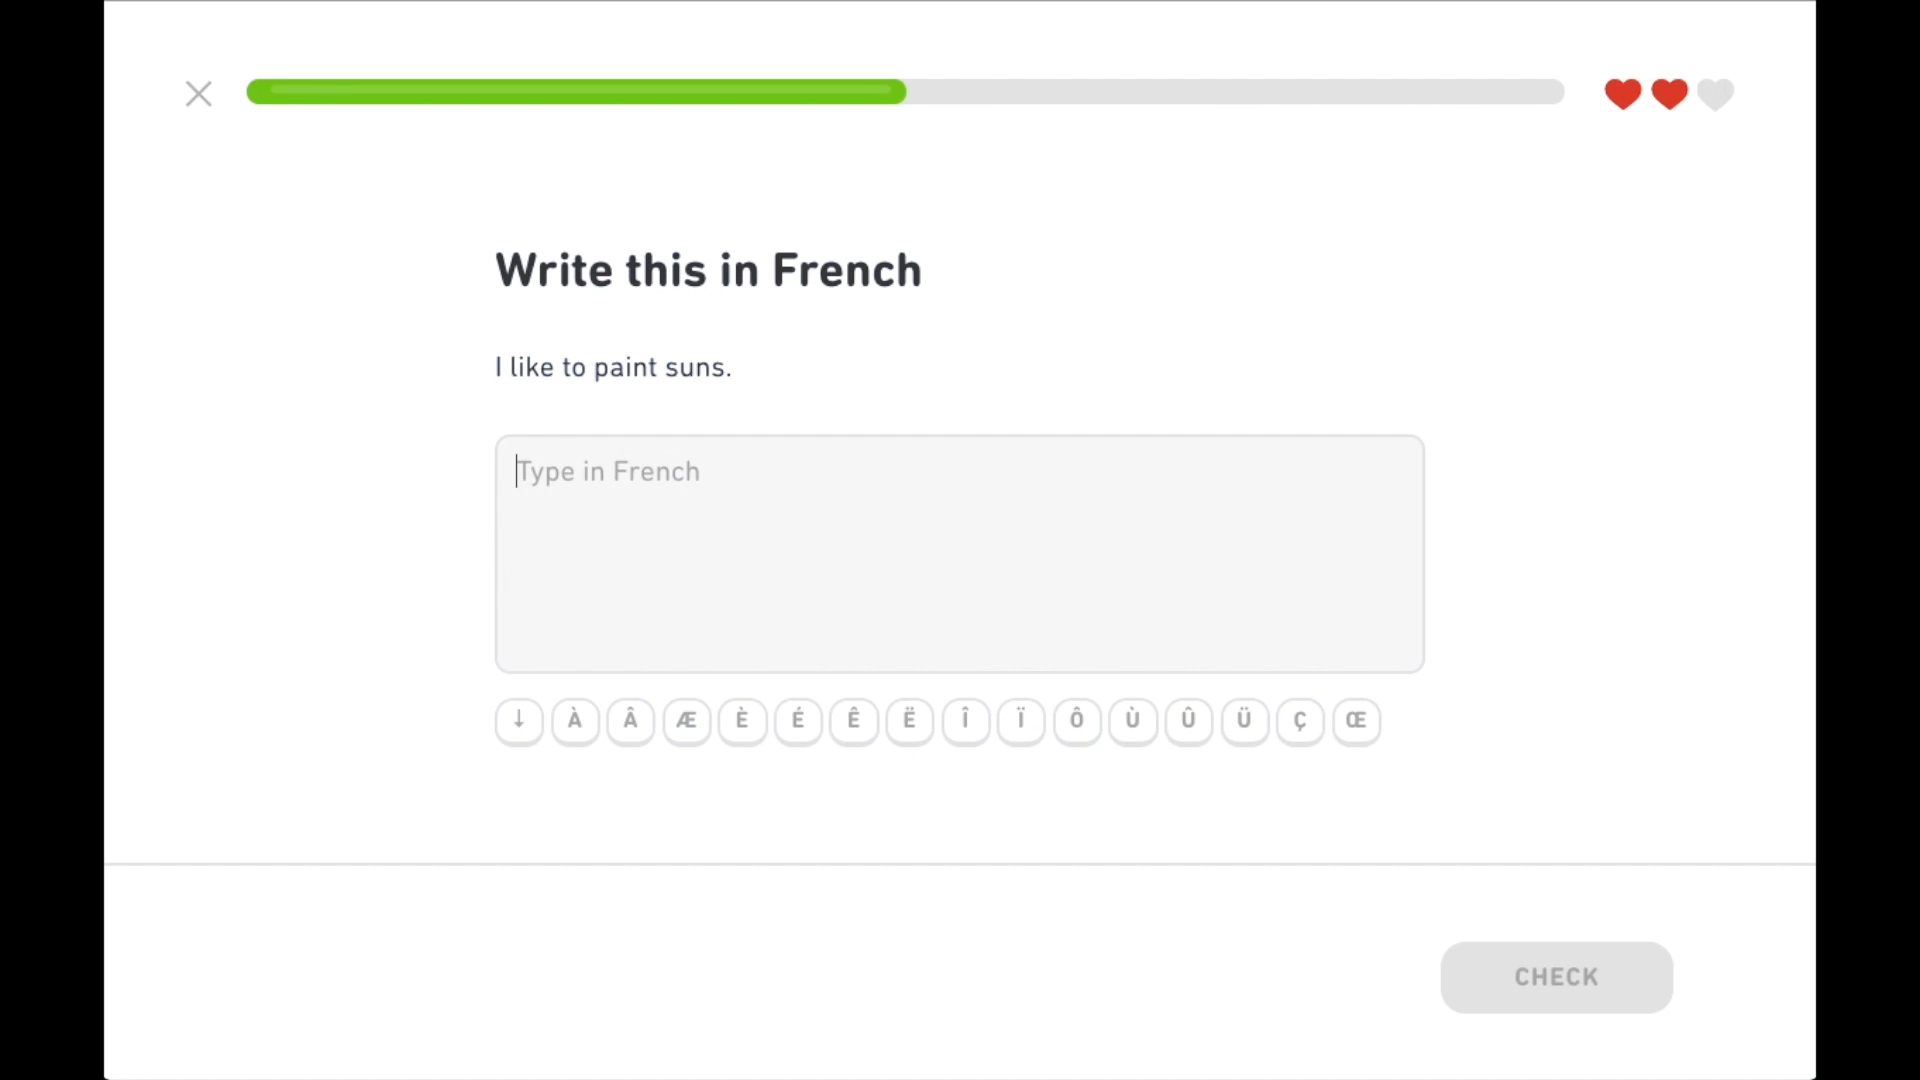 Write this in French
I like to paint suns.
Type in French
↓ À Â Æ È É Ê Ë Î Ï Ô Ù Û Ü Ç Œ
CHECK